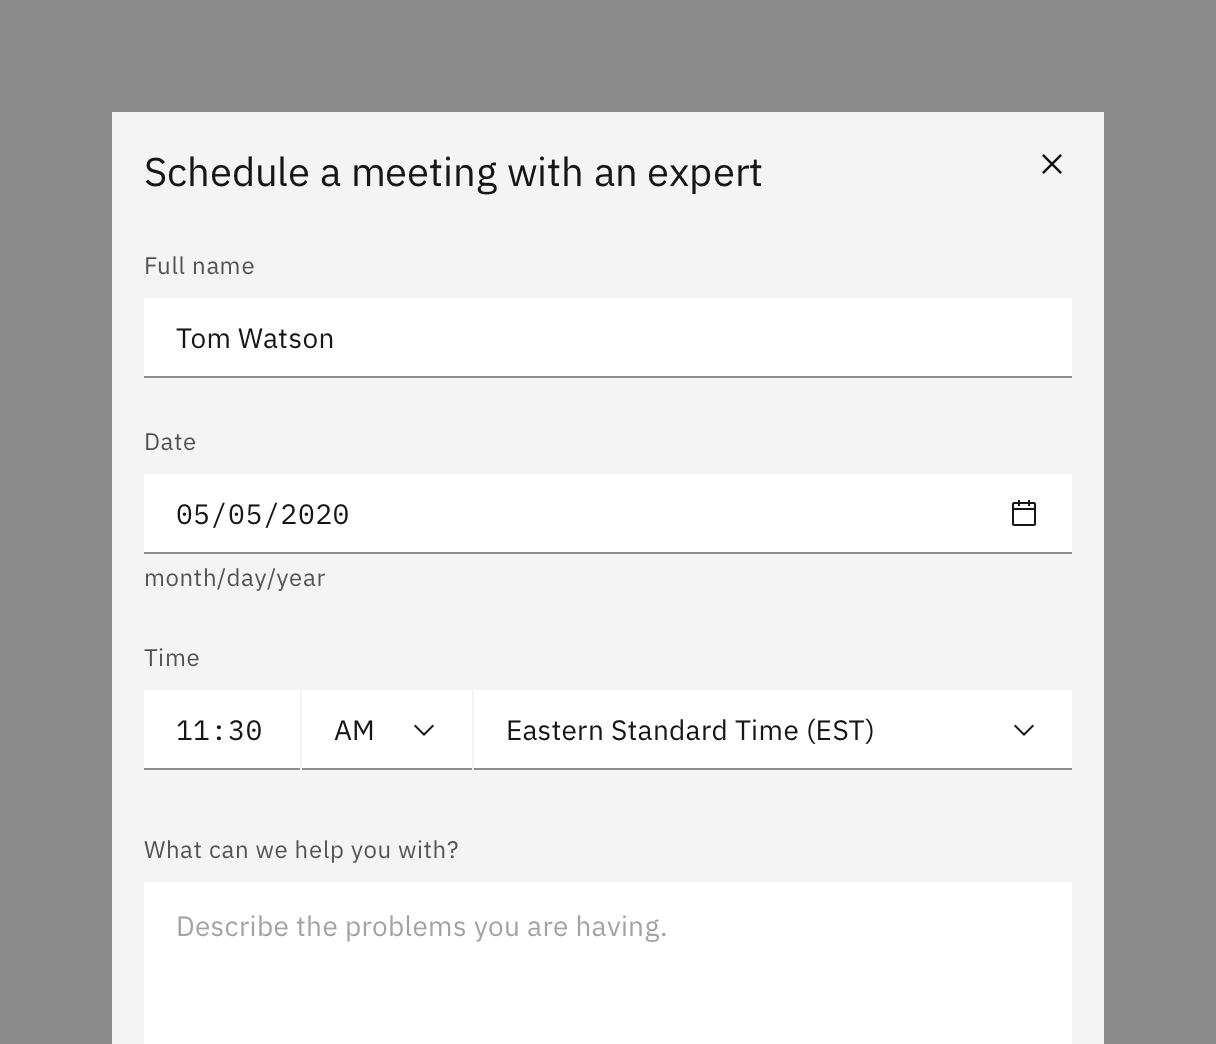 Schedule a meeting with an expert
Full name
Tom Watson
Date
05/05/2020
month/day/year
Time
11:30 AM Eastern Standard Time (EST)
What can we help you with?
Describe the problems you are having.